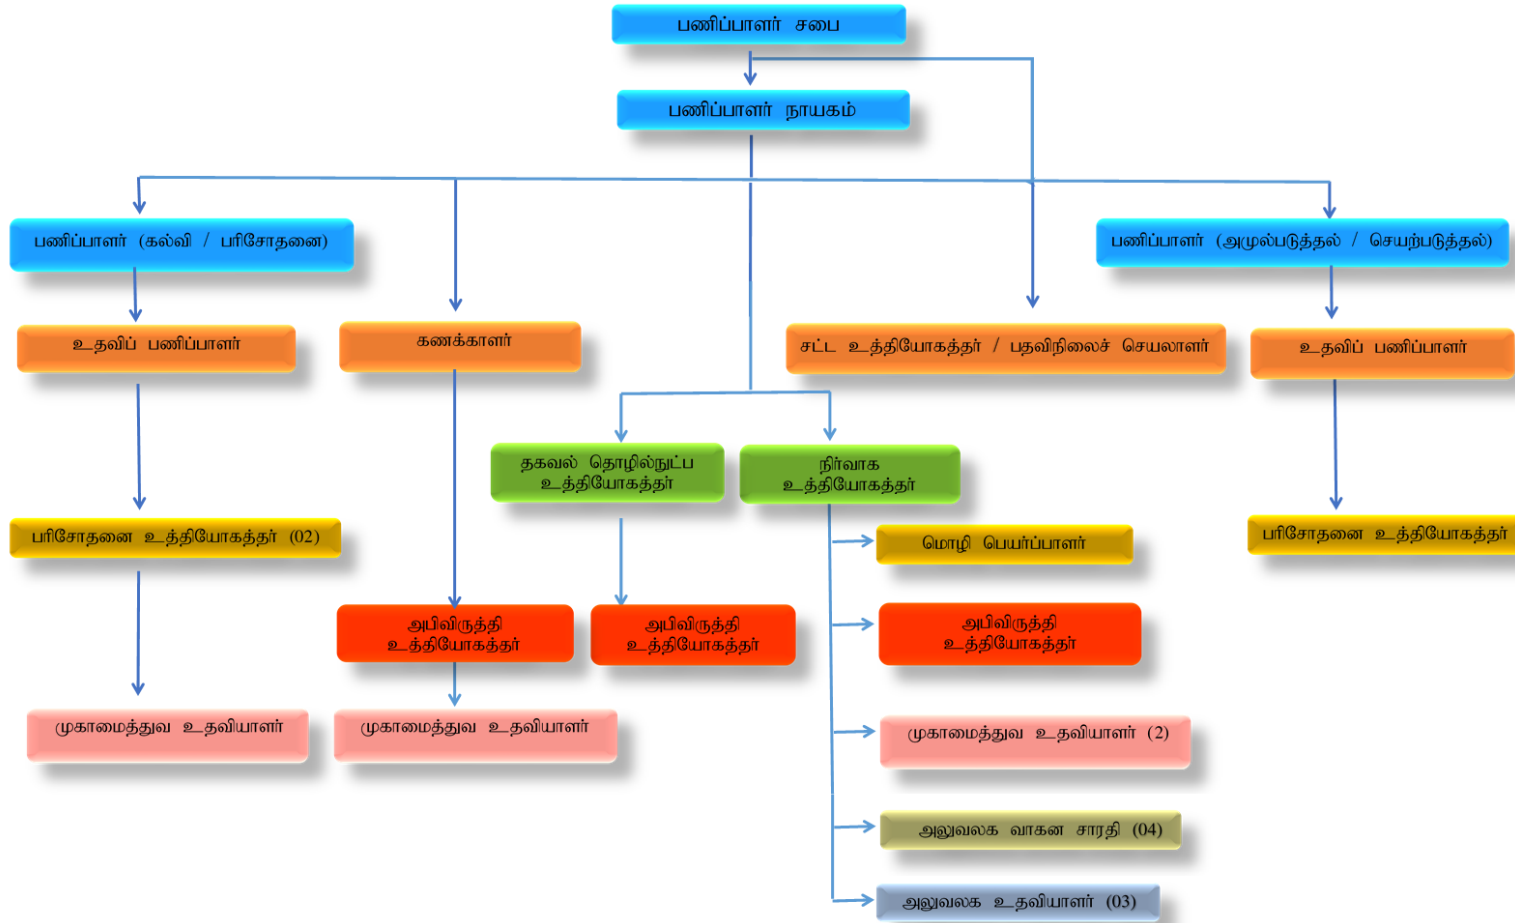 பணிப்பாளர் சபை
பணிப்பாளர் நாயகம்
பணிப்பாளர் (கல்வி / பரிசோதனை)
பணிப்பாளர் (அமுல்படுத்தல் / செயற்படுத்தல்)
உதவிப் பணிப்பாளர்
கணக்காளர்
சட்ட உத்தியோகத்தர் / பதவிநிலைச் செயலாளர்
உதவிப் பணிப்பாளர்
தகவல் தொழில்நுட்ப
உத்தியோகத்தர்
நிர்வாக
உத்தியோகத்தர்
பரிசோதனை உத்தியோகத்தர் (02)
மொழி பெயர்ப்பாளர்
பரிசோதனை உத்தியோகத்தர்
அபிவிருத்தி
உத்தியோகத்தர்
அபிவிருத்தி
உத்தியோகத்தர்
அபிவிருத்தி
உத்தியோகத்தர்
முகாமைத்துவ உதவியாளர்
முகாமைத்துவ உதவியாளர்
முகாமைத்துவ உதவியாளர் (2)
அலுவலக வாகன சாரதி (04)
அலுவலக உதவியாளர் (03)